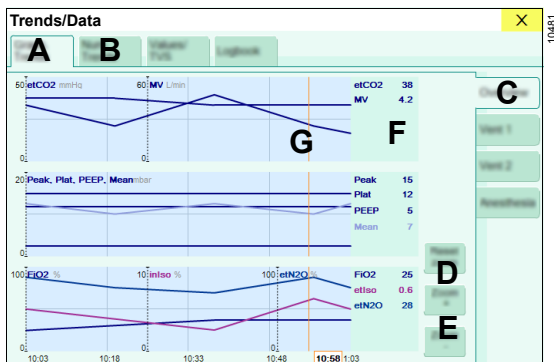 Trends/Data X
10481
A B
C
50 etCO2 mmHg 60 MV L/min etCO2 38
MV 4.2
G F
0 0
20 Peak, Plat, PEEP, Mean mbar Peak 15
Plat 12
PEEP 5
Mean 7
0
D
100 FiO2 % 10 inIso % 100 etN2O % FiO2 25
etIso 0.6
etN2O 28
E
0 0 0
10:03 10:18 10:33 10:48 10:58 1:03